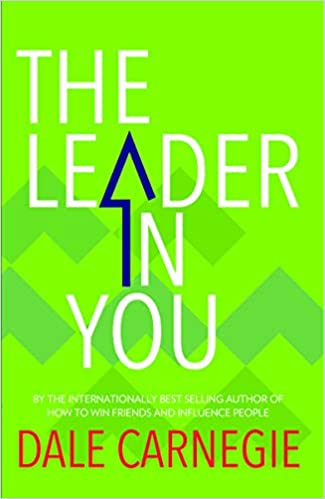 THE
LEADER
IN
YOU
BY THE INTERNATIONALLY BEST SELLING AUTHOR OF
HOW TO WIN FRIENDS AND INFLUENCE PEOPLE
DALE CARNEGIE